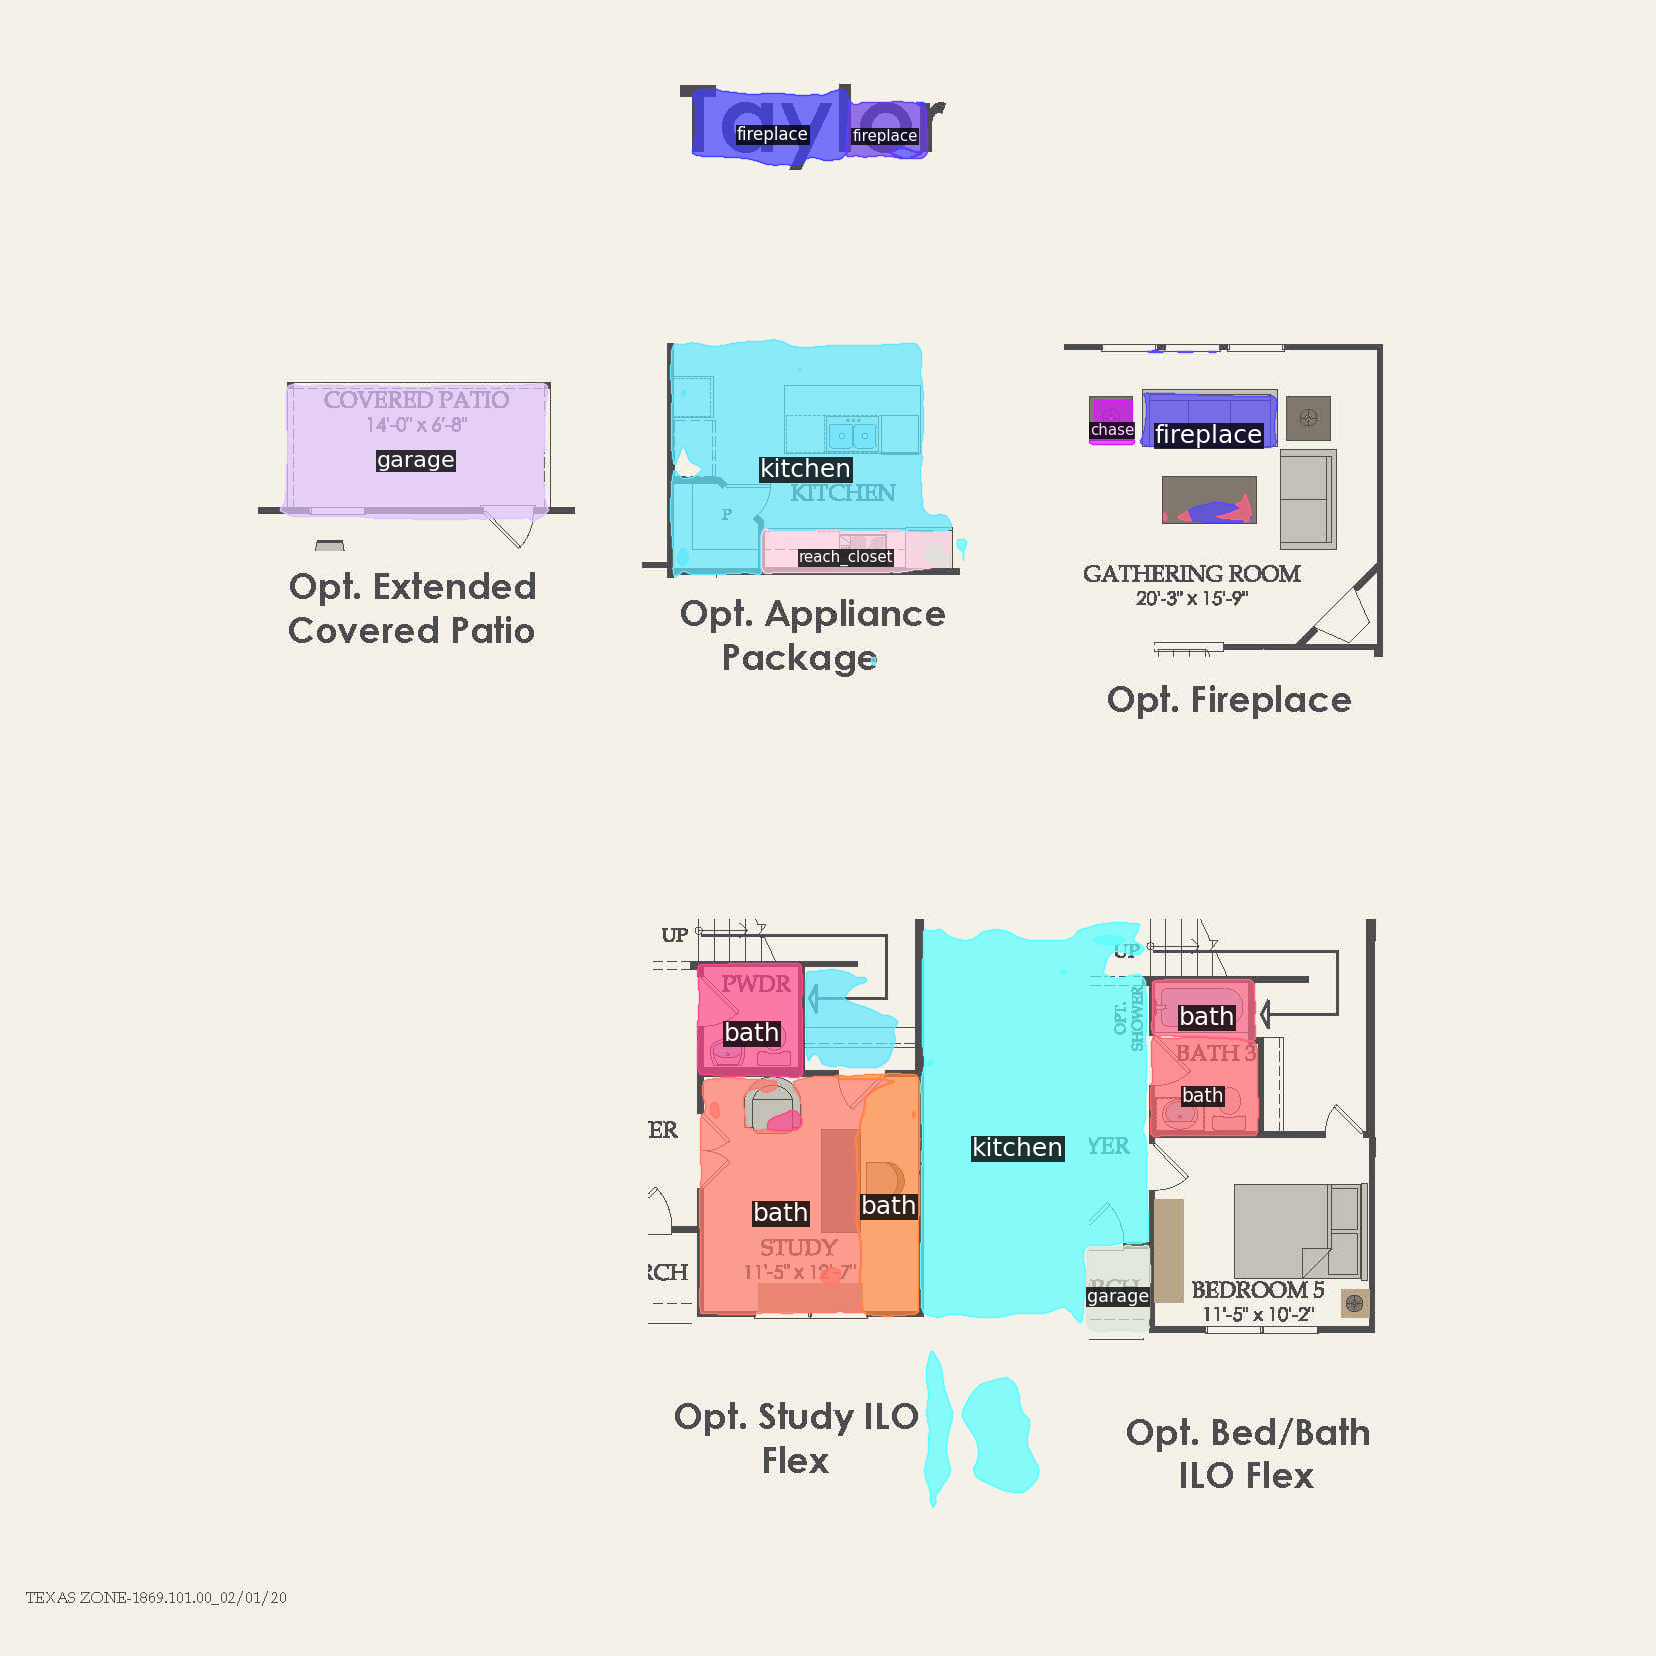 Taylor
fireplace
fireplace
COVERED PATIO
14'-0" x 6'-8"
garage
Opt. Extended
Covered Patio
kitchen
KITCHEN
P
reach_closet
Opt. Appliance
Package
chase
fireplace
GATHERING ROOM
20'-3" x 15'-9"
Opt. Fireplace
UP
PWDR
bath
ER
bath
bath
STUDY
11'-5" x 12'-7"
RCH
Opt. Study ILO
Flex
kitchen
UP
OPT.
SHOWER
bath
BATH 3
bath
YER
RCH
garage
BEDROOM 5
11'-5" x 10'-2"
Opt. Bed/Bath
ILO Flex
TEXAS ZONE-1869.101.00_02/01/20